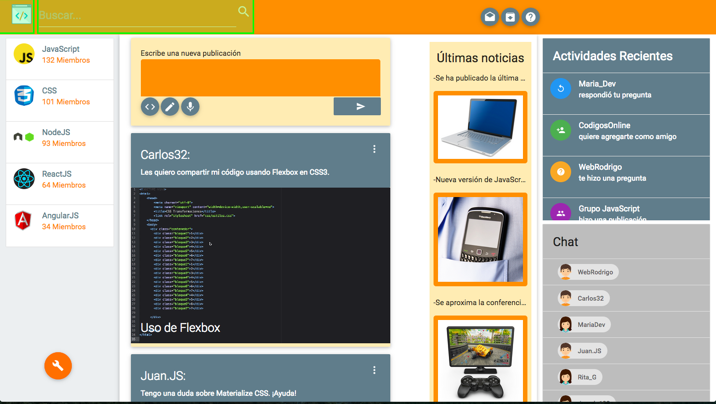 Buscar...
JavaScript
132 Miembros
CSS
101 Miembros
NodeJS
93 Miembros
ReactJS
64 Miembros
AngularJS
34 Miembros
Escribe una nueva publicación
Carlos32:
Les quiero compartir mi código usando Flexbox en CSS3.
Uso de Flexbox
Juan.JS:
Tengo una duda sobre Materialize CSS. ¡Ayuda!
Últimas noticias
-Se ha publicado la última ...
-Nueva versión de JavaScr...
-Se aproxima la conferenci...
Actividades Recientes
Maria_Dev
respondió tu pregunta
CodigosOnline
quiere agregarte como amigo
WebRodrigo
te hizo una pregunta
Grupo JavaScript
hizo una publicación
Chat
WebRodrigo
Carlos32
MariaDev
Juan.JS
Rita_G